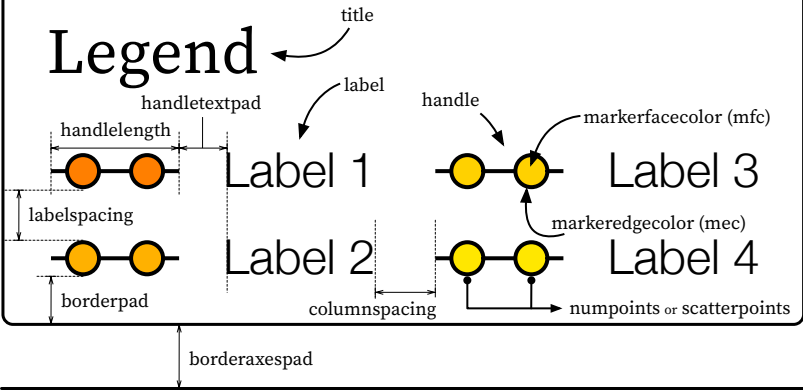 title
Legend
label
handletextpad
handle
markerfacecolor (mfc)
handlelength
Label 1
Label 3
labelspacing
markeredgecolor (mec)
Label 2
Label 4
borderpad
columnspacing
numpoints or scatterpoints
borderaxespad